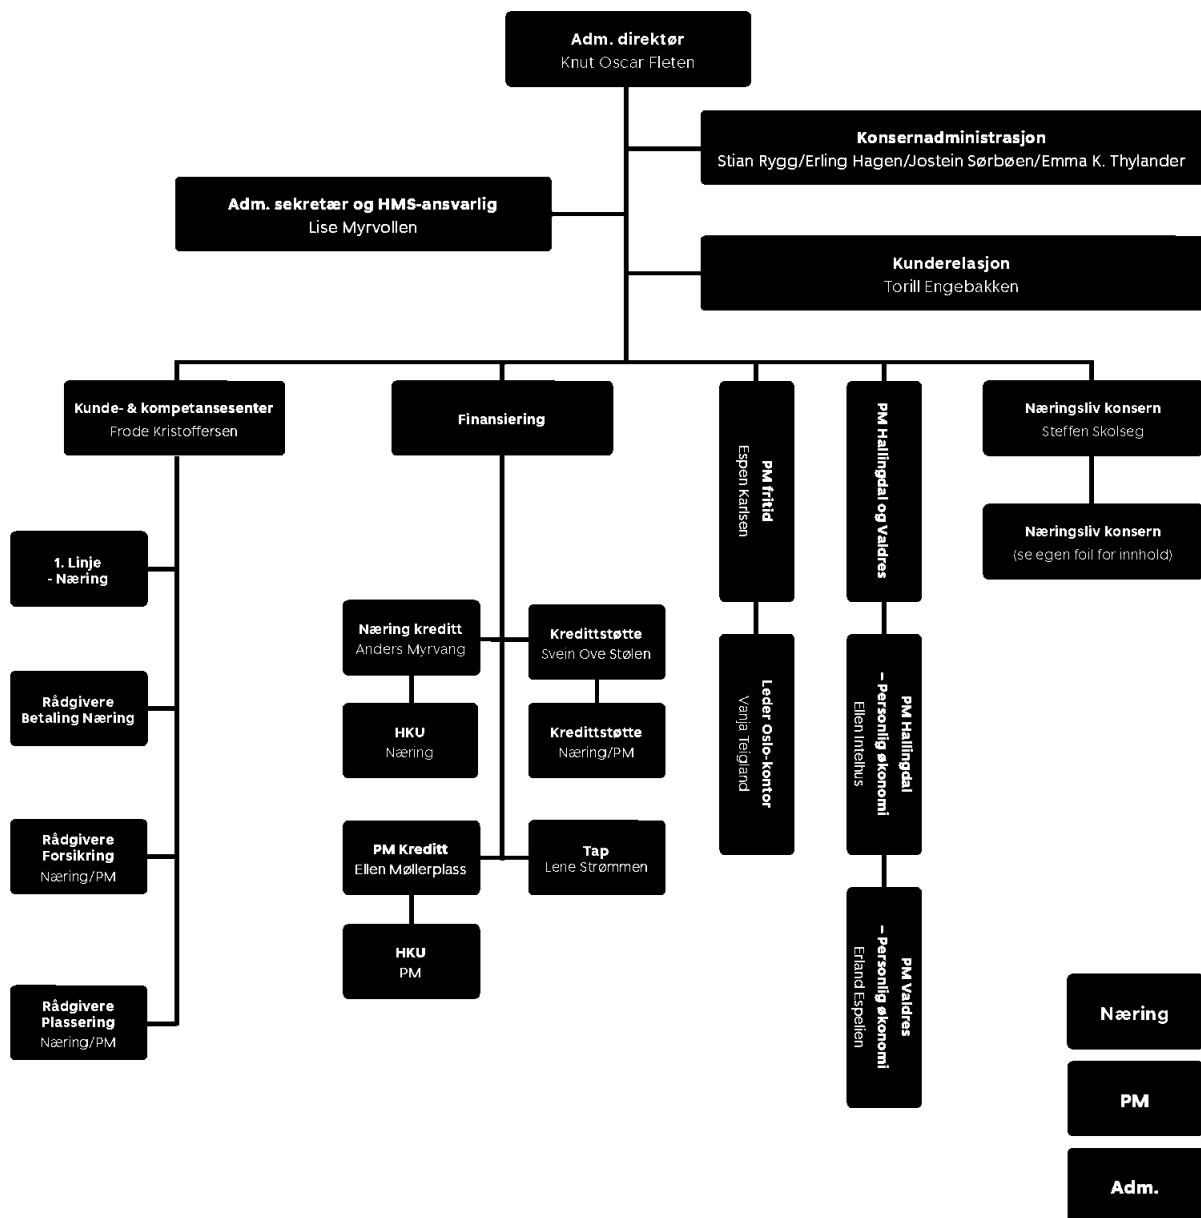 Adm. direktør
Knut Oscar Fleten
Konsernadministrasjon
Stian Rygg/Erling Hagen/Jostein Sørbøen/Emma K. Thylander
Adm. sekretær og HMS-ansvarlig
Lise Myrvollen
Kunderelasjon
Torill Engebakken
Kunde- & kompetansesenter
Frode Kristoffersen
1. Linje
- Næring
Rådgivere
Betaling Næring
Rådgivere
Forsikring
Næring/PM
Rådgivere
Plassering
Næring/PM
Finansiering
Næring kreditt
Anders Myrvang
HKU
Næring
Kredittstøtte
Svein Ove Stølen
Kredittstøtte
Næring/PM
PM Kreditt
Ellen Møllerplass
HKU
PM
Tap
Lene Strømmen
PM fritid
Espen Karlsen
Leder Oslo-kontor
Vanja Teigland
PM Hallingdal og Valdres
PM Hallingdal
– Personlig økonomi
Ellen Intelhus
PM Valdres
– Personlig økonomi
Erland Espelien
Næringsliv konsern
Steffen Skolseg
Næringsliv konsern
(se egen foil for innhold)
Næring
PM
Adm.